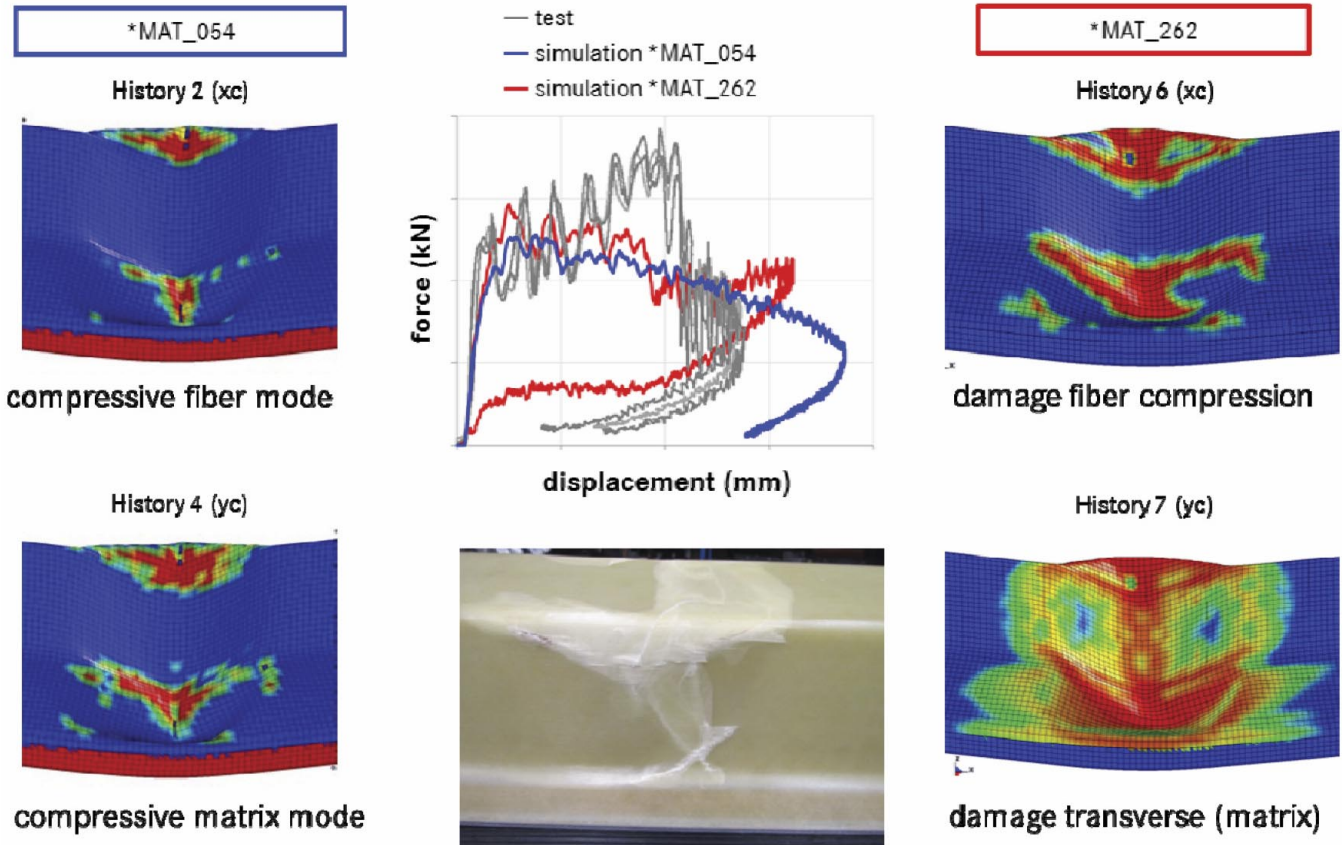 *MAT_054
History 2 (xc)
compressive fiber mode
History 4 (yc)
compressive matrix mode
test
simulation *MAT_054
simulation *MAT_262
force (kN)
displacement (mm)
*MAT_262
History 6 (xc)
damage fiber compression
History 7 (yc)
damage transverse (matrix)